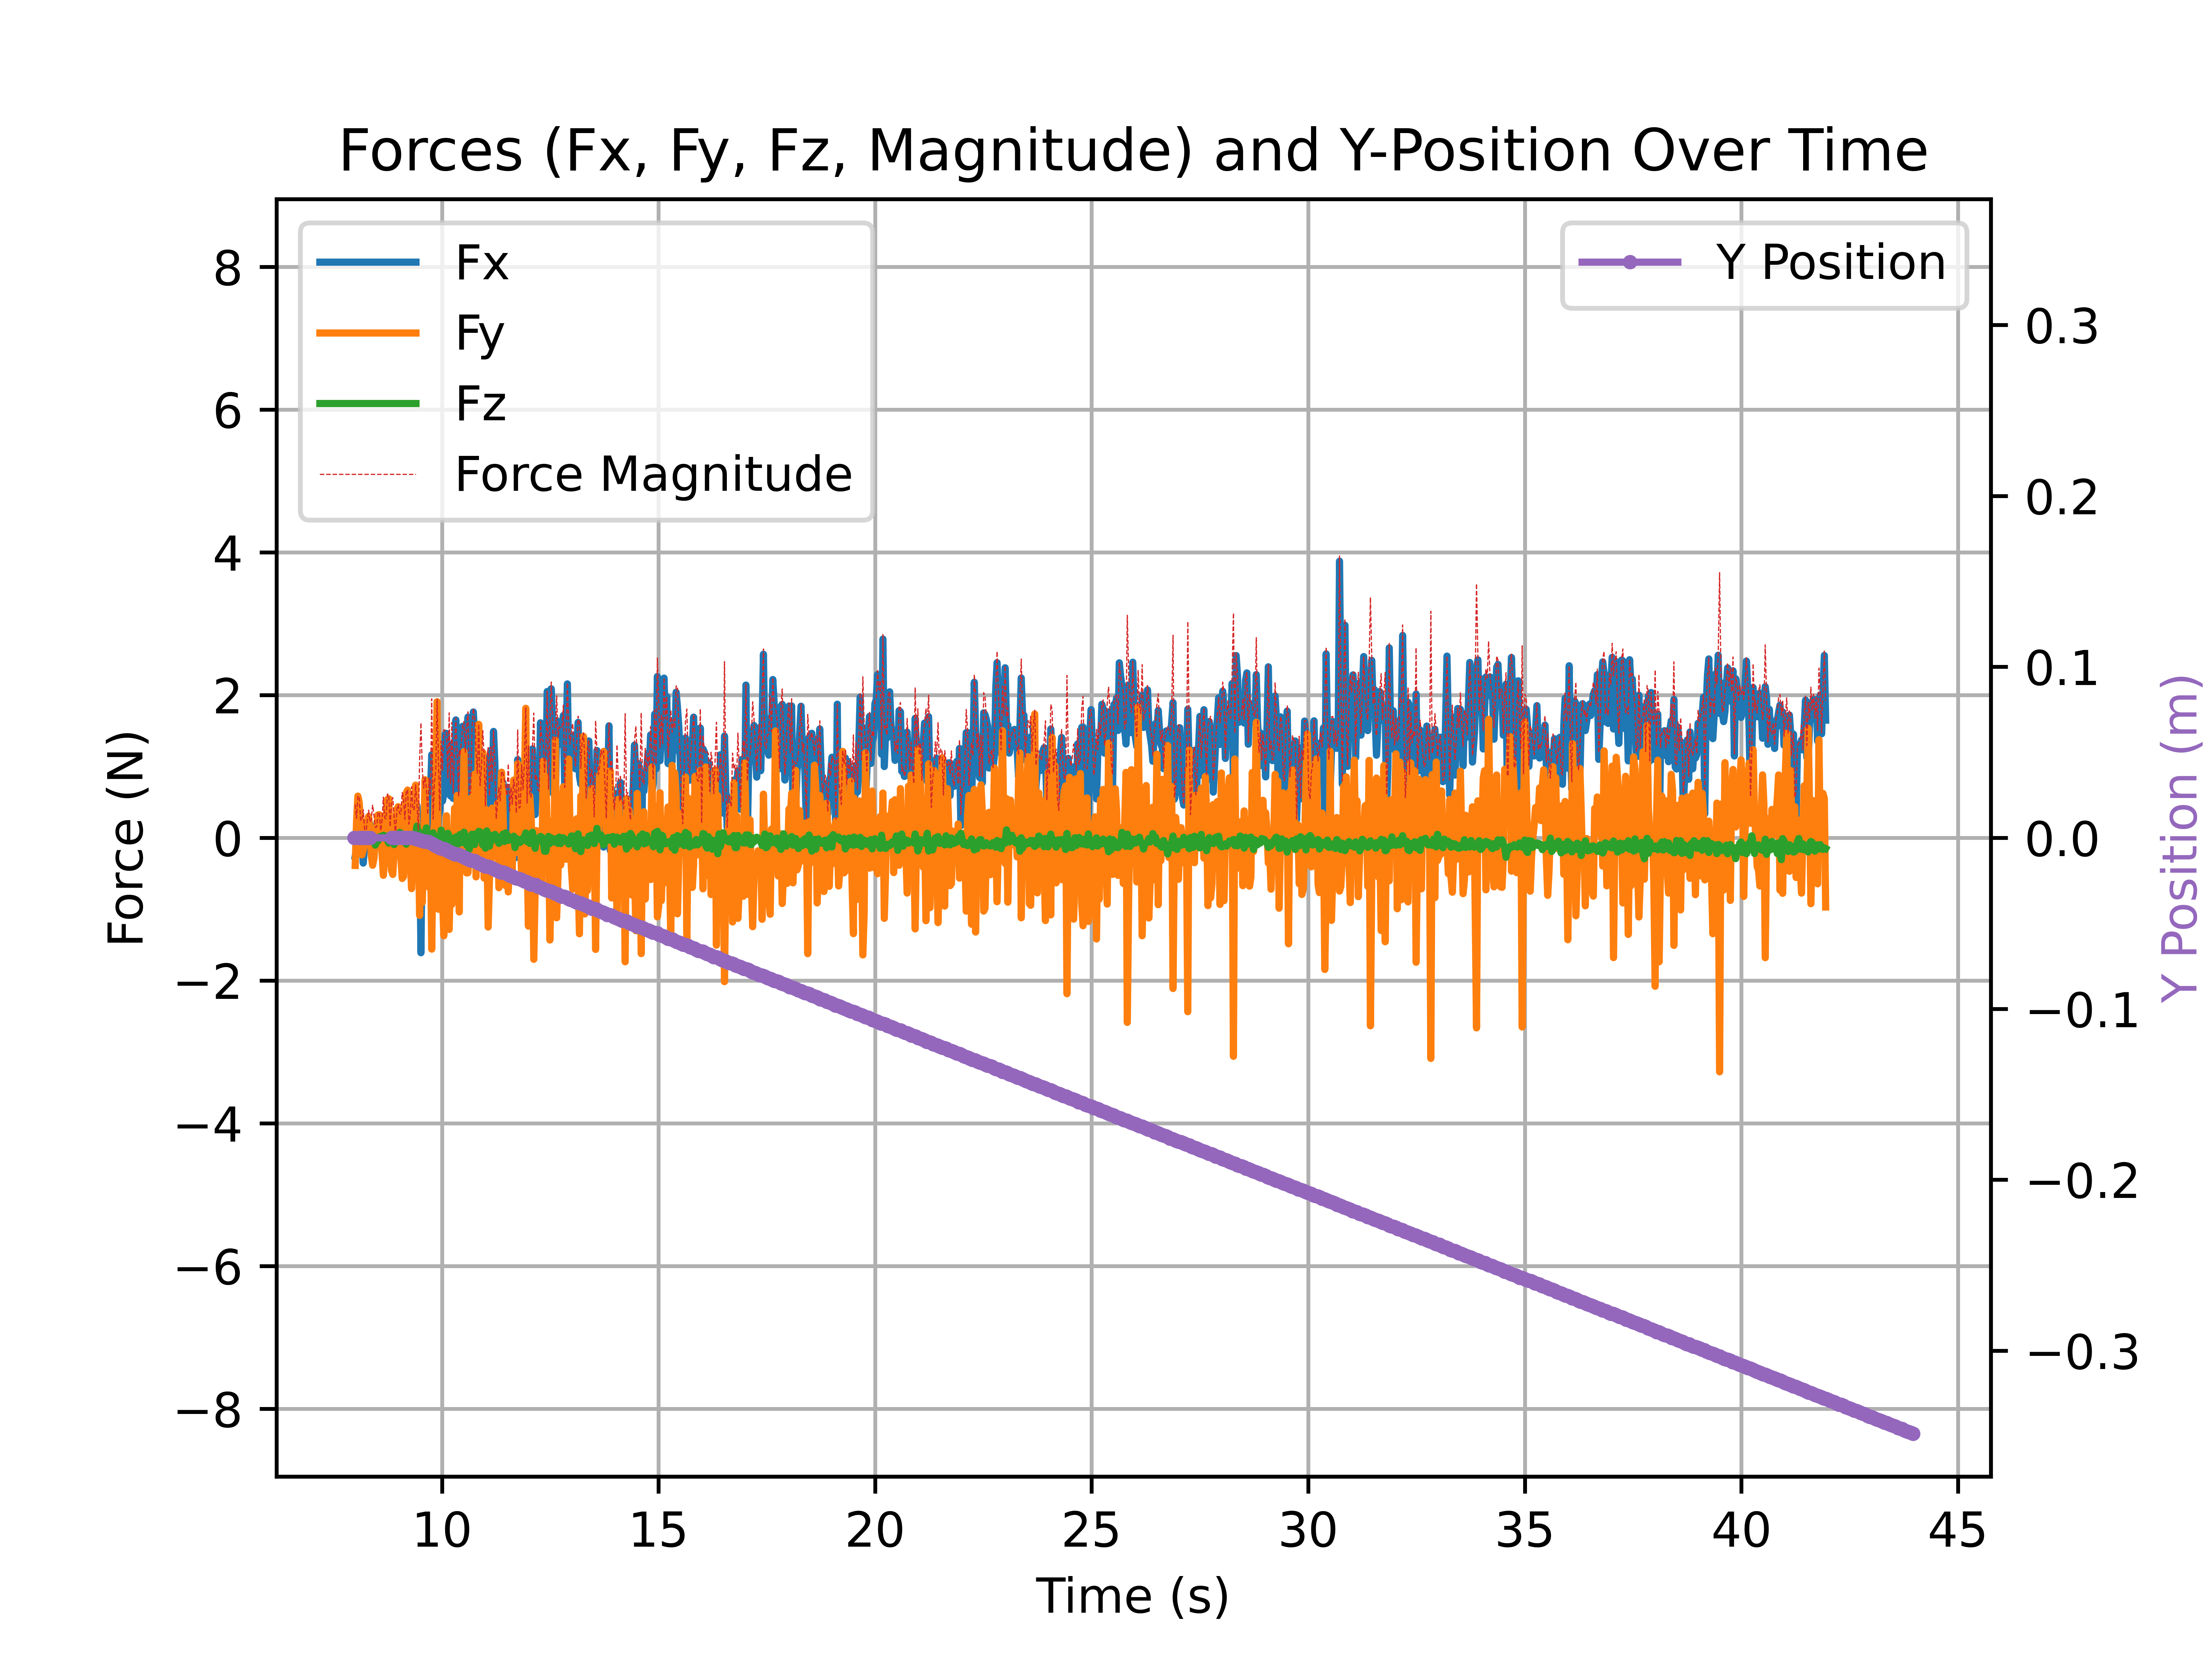 Forces (Fx, Fy, Fz, Magnitude) and Y-Position Over Time
Fx
Fy
Fz
Force Magnitude
Y Position
8
6
4
2
0
−2
−4
−6
−8
Force (N)
0.3
0.2
0.1
0.0
−0.1
−0.2
−0.3
Y Position (m)
10 15 20 25 30 35 40 45
Time (s)